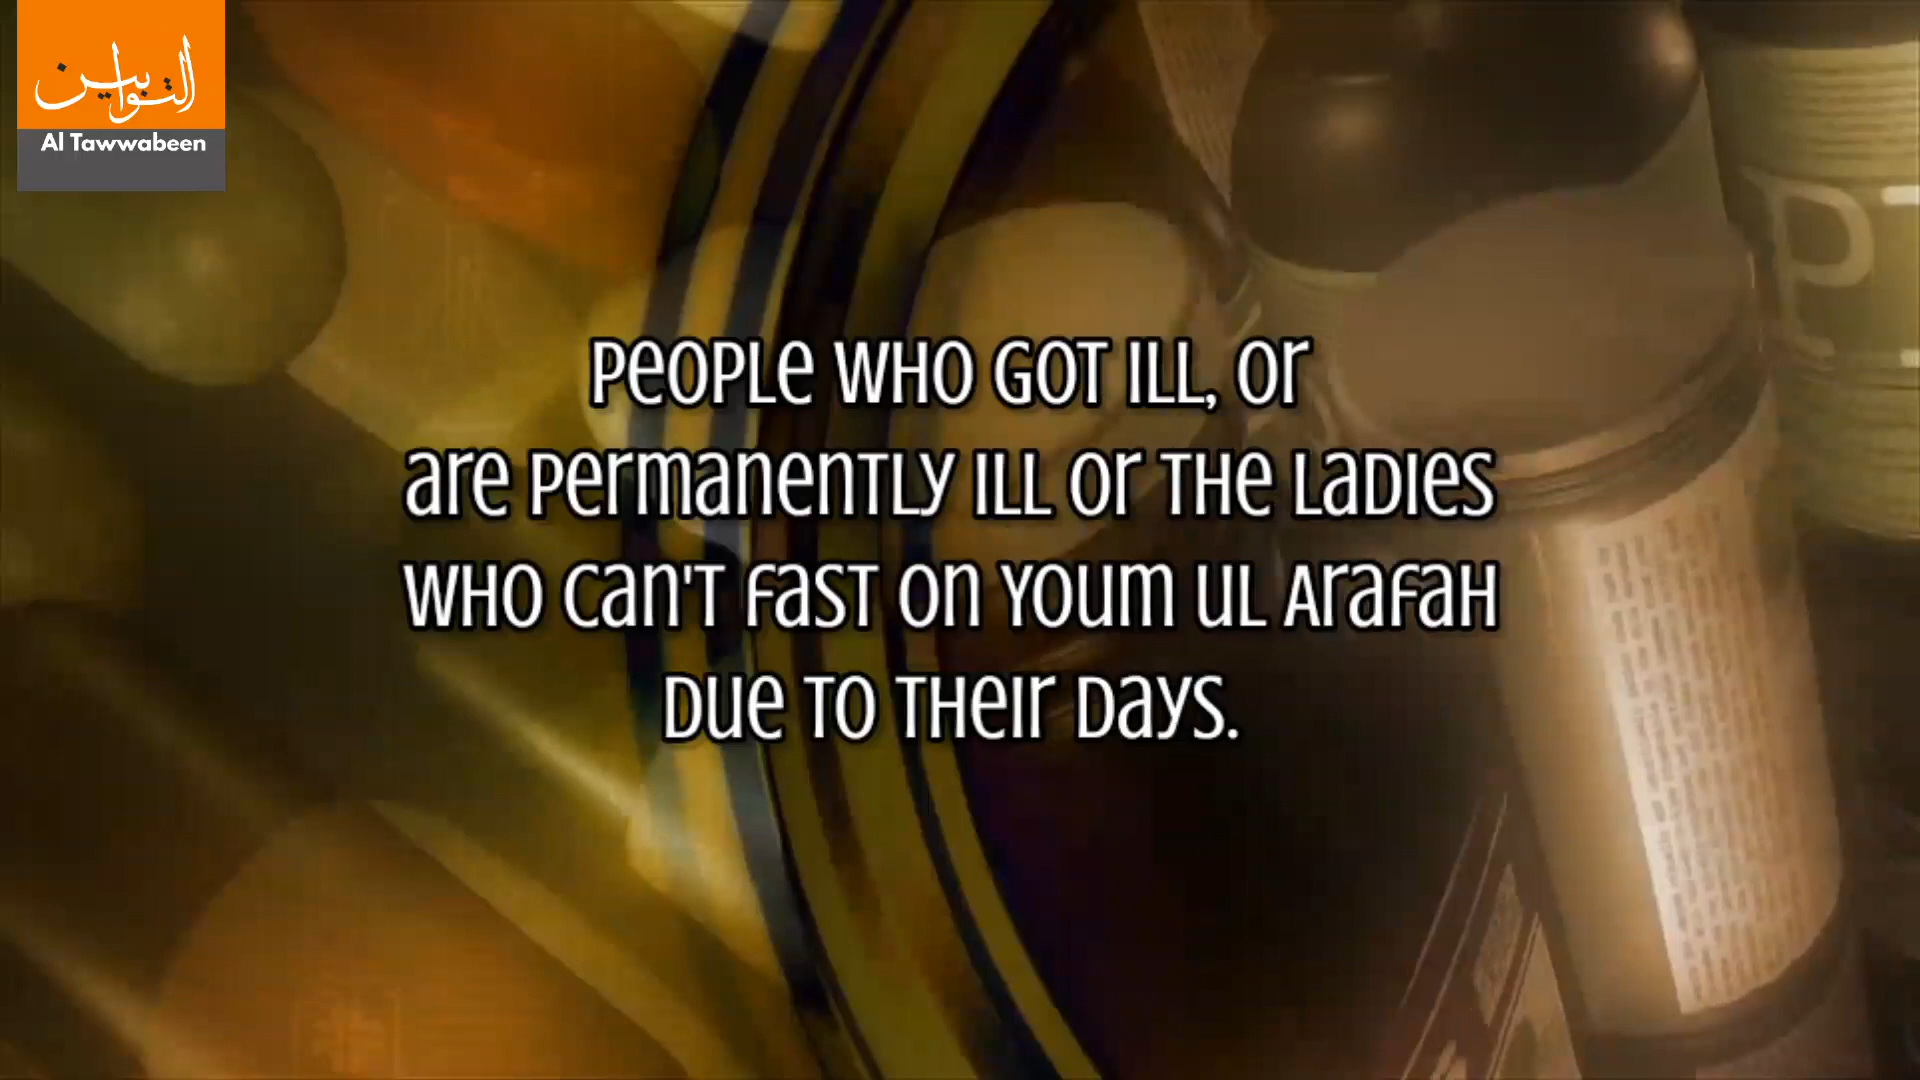 التوابين
Al Tawwabeen
People who got ill, or
are permanently ill or the ladies
who can't fast on Youm ul Arafah
due to their days.